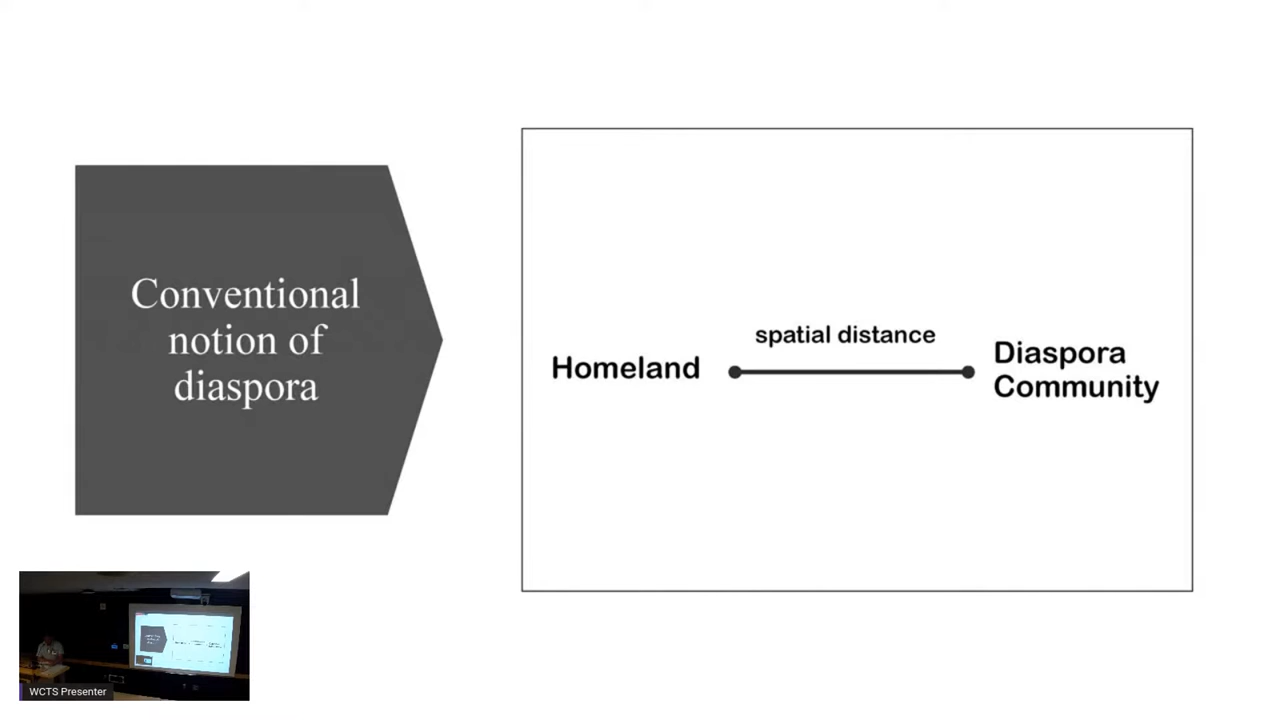 Conventional
notion of
diaspora
spatial distance
Homeland
Diaspora
Community
WCTS Presenter